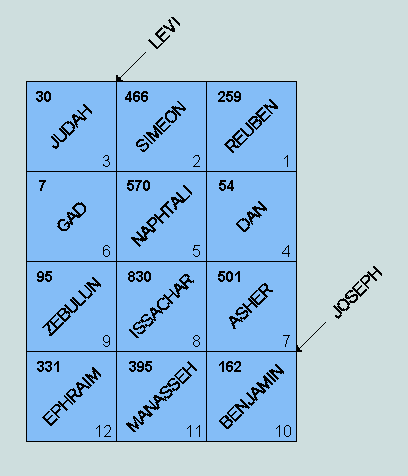 LEVI
30 466 259
JUDAH SIMEON REUBEN
3 2 1
7 570 54
GAD NAPHTALI DAN
6 5 4
95 830 501
ZEBULUN ISSACHAR ASHER
9 8 7
JOSEPH
331 395 162
EPHRAIM MANASSEH BENJAMIN
12 11 10